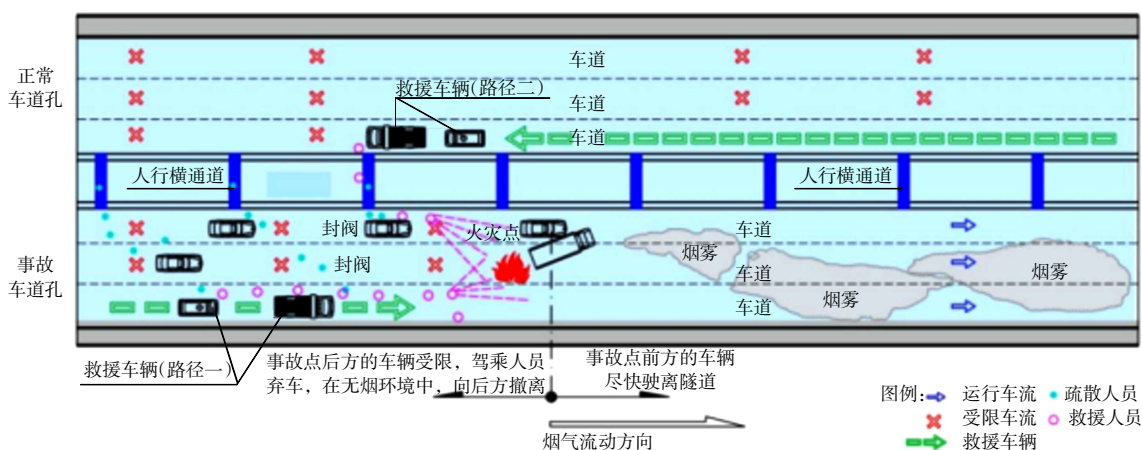 正常
车道孔
车道
救援车辆(路径二)
车道
车道
人行横通道
人行横通道
封阀
火灾点
车道
烟雾
事故
车道孔
封阀
车道
烟雾
烟雾
车道
救援车辆(路径一)
事故点后方的车辆受限，驾乘人员
弃车，在无烟环境中，向后方撤离
事故点前方的车辆
尽快驶离隧道
烟气流动方向
图例:
运行车流
疏散人员
受限车流
救援人员
救援车辆